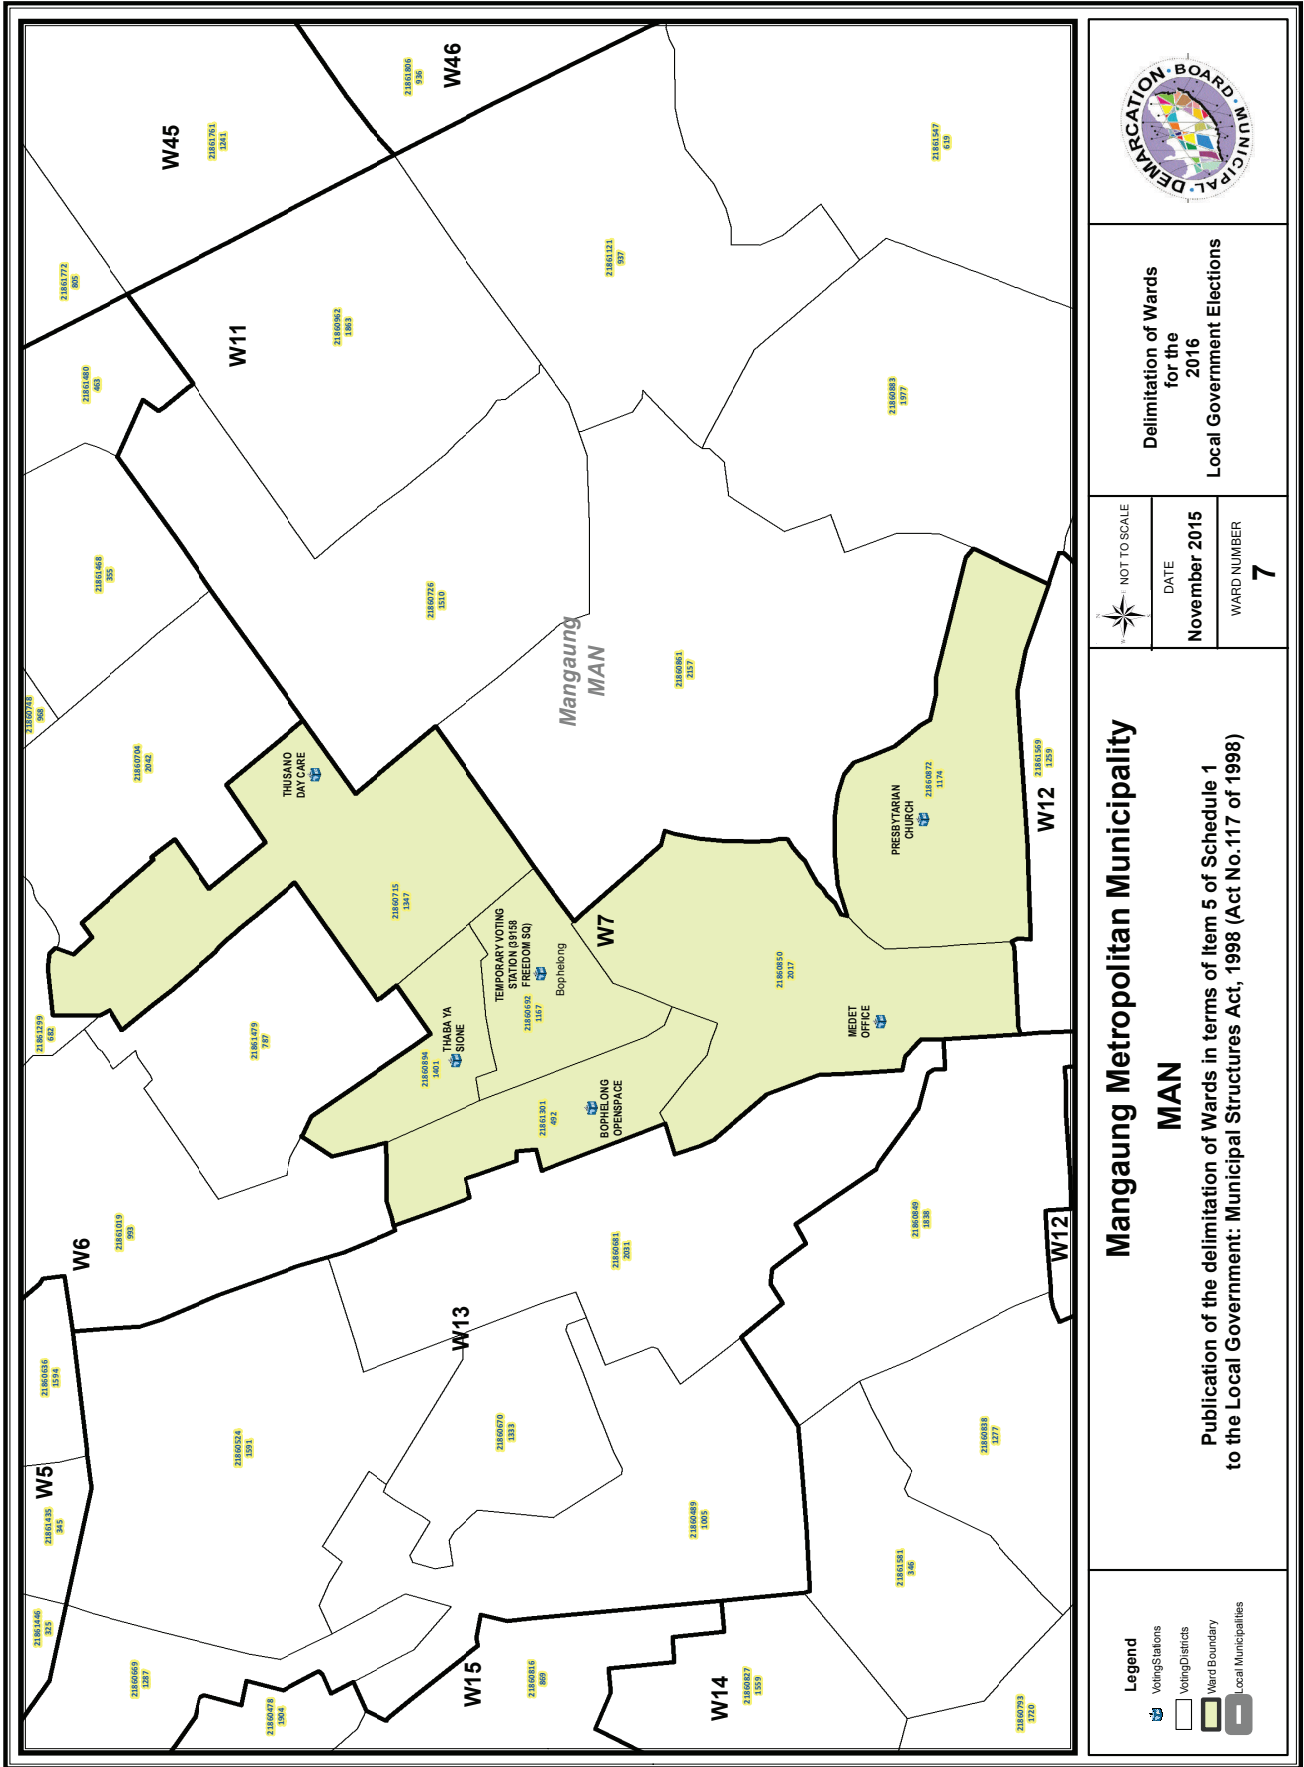 W45
21861761
1241
21861806
936
W46
21861772
805
21861480
463
W11
21860962
1863
21861121
937
21861547
619
21861468
355
21860726
1510
21860883
1977
21860748
968
21860704
2042
Mangaung
MAN
21860861
2157
THUSANO
DAY CARE
21860715
1347
PRESBYTARIAN
CHURCH
21860872
1174
21861569
1259
W12
W7
TEMPORARY VOTING
STATION (39158
FREEDOM SQ)
Bophelong
21860692
1167
THABA YA
SIONE
21860894
1401
21860850
2017
MEDET
OFFICE
21861299
682
21861479
787
21861301
492
BOPHELONG
OPENSPACE
W6
21861019
993
21860681
2031
21860849
1838
W12
W13
21860636
1594
21860524
1591
21860670
1333
21860838
1277
W5
21861435
345
21860489
1005
21861581
346
21861446
325
21860669
1287
21860478
1904
W15
21860816
869
W14
21860827
1559
21860793
1720
Legend
VotingStations
VotingDistricts
Ward Boundary
Local Municipalities
Mangaung Metropolitan Municipality
MAN
Publication of the delimitation of Wards in terms of Item 5 of Schedule 1
to the Local Government: Municipal Structures Act, 1998 (Act No.117 of 1998)
N
W
E
S
NOT TO SCALE
DATE
November 2015
WARD NUMBER
7
Delimitation of Wards
for the
2016
Local Government Elections
MUNICIPAL • DEMARCATION • BOARD •